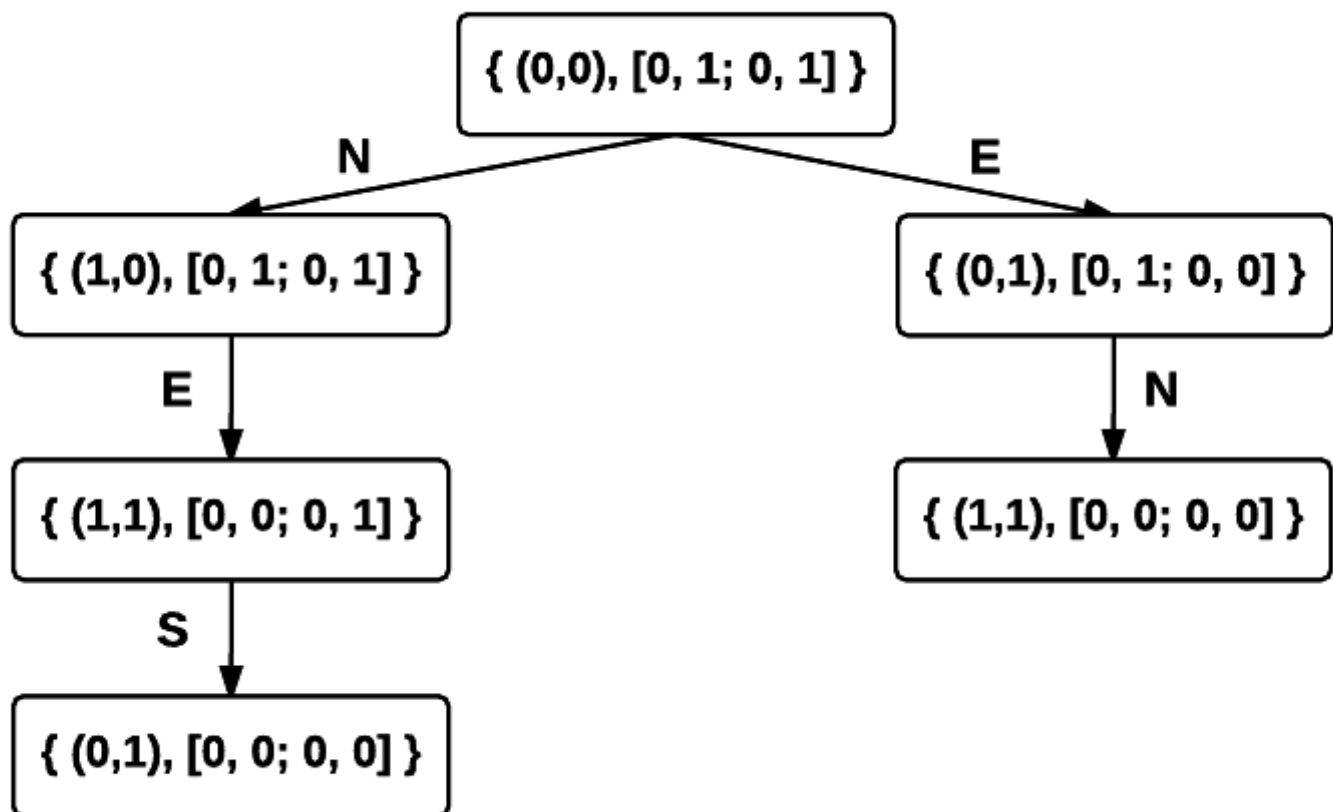 { (0,0), [0, 1; 0, 1] }
N
E
{ (1,0), [0, 1; 0, 1] }
{ (0,1), [0, 1; 0, 0] }
E
N
{ (1,1), [0, 0; 0, 1] }
{ (1,1), [0, 0; 0, 0] }
S
{ (0,1), [0, 0; 0, 0] }